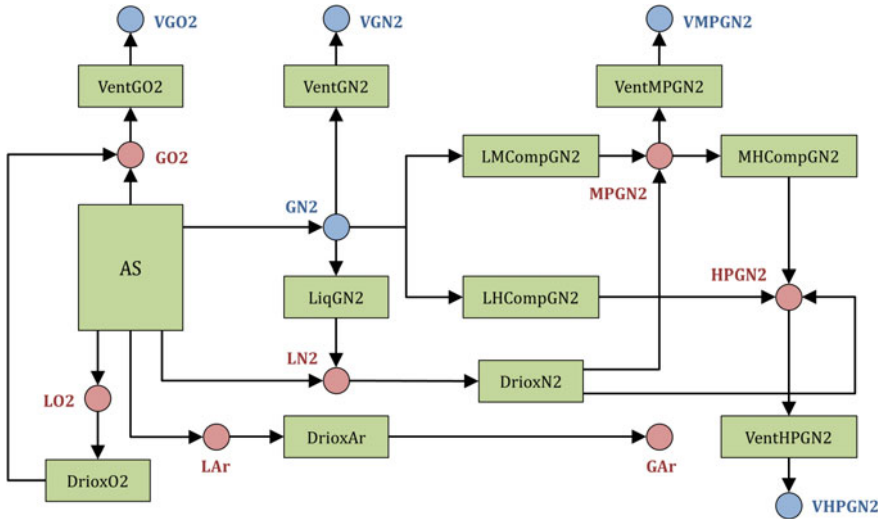 VGO2
VGN2
VMPGN2
VentGO2
VentGN2
VentMPGN2
GO2
LMCompGN2
MHCompGN2
MPGN2
GN2
AS
HPGN2
LiqGN2
LHCompGN2
LN2
DrioxN2
LO2
DrioxAr
VentHPGN2
LAr
GAr
DrioxO2
VHPGN2